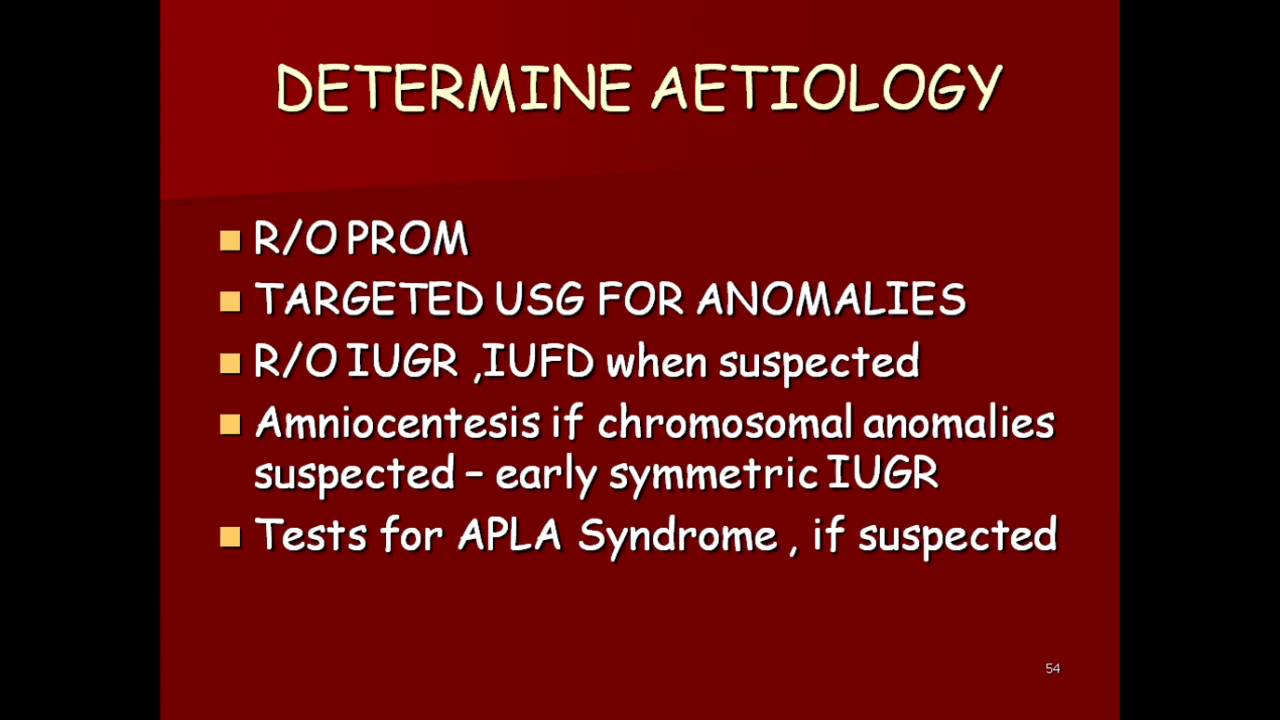 DETERMINE AETIOLOGY
R/O PROM
TARGETED USG FOR ANOMALIES
R/O IUGR ,IUFD when suspected
Amniocentesis if chromosomal anomalies
suspected – early symmetric IUGR
Tests for APLA Syndrome , if suspected
54